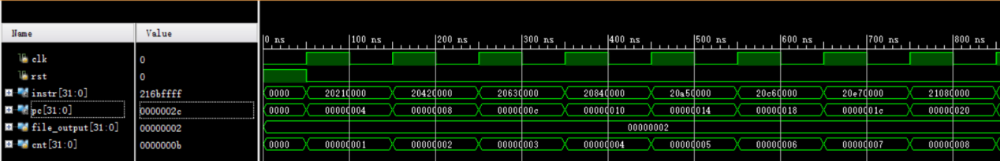 Name Value
0 ns 100 ns 200 ns 300 ns 400 ns 500 ns 600 ns 700 ns 800 ns
clk 0
rst 0
instr[31:0] 216bffff 0000 20210000 20420000 20630000 20840000 20a50000 20c60000 20e70000 21080000
pc[31:0] 0000002c 0000 00000004 00000008 0000000c 00000010 00000014 00000018 0000001c 00000020
file_output[31:0] 00000002 00000002
cnt[31:0] 0000000b 0000 00000001 00000002 00000003 00000004 00000005 00000006 00000007 00000008